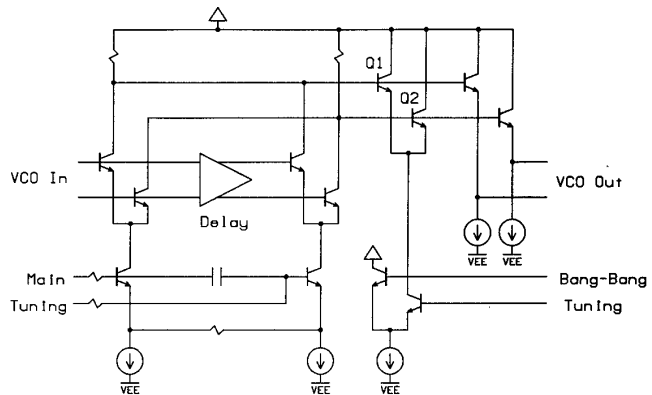 Q1
Q2
VCO In
VCO Out
Delay
VEE
VEE
Main
Bang-Bang
Tuning
Tuning
VEE
VEE
VEE